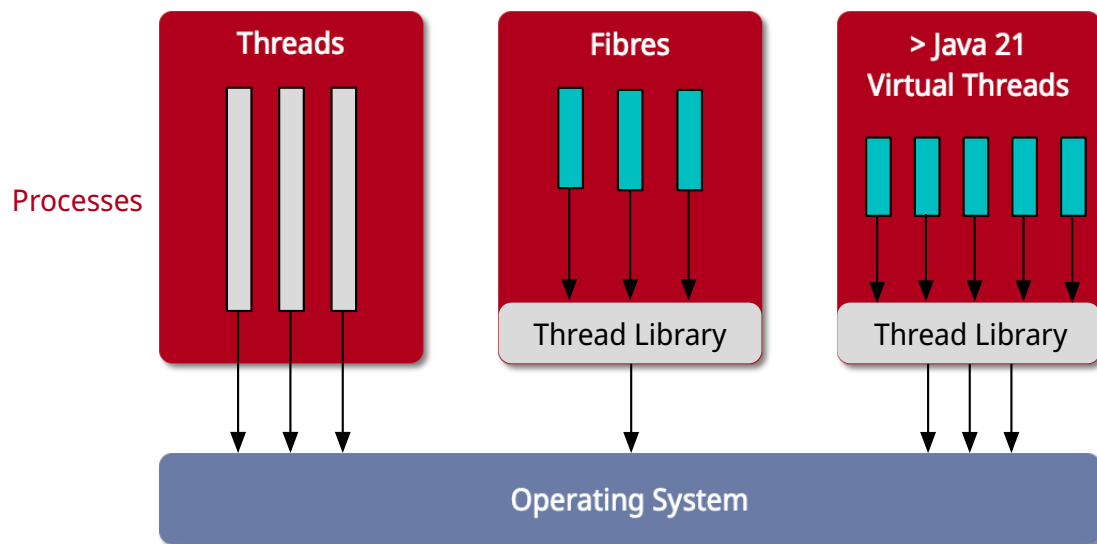 Threads
Fibres
> Java 21
Virtual Threads
Processes
Thread Library
Thread Library
Operating System